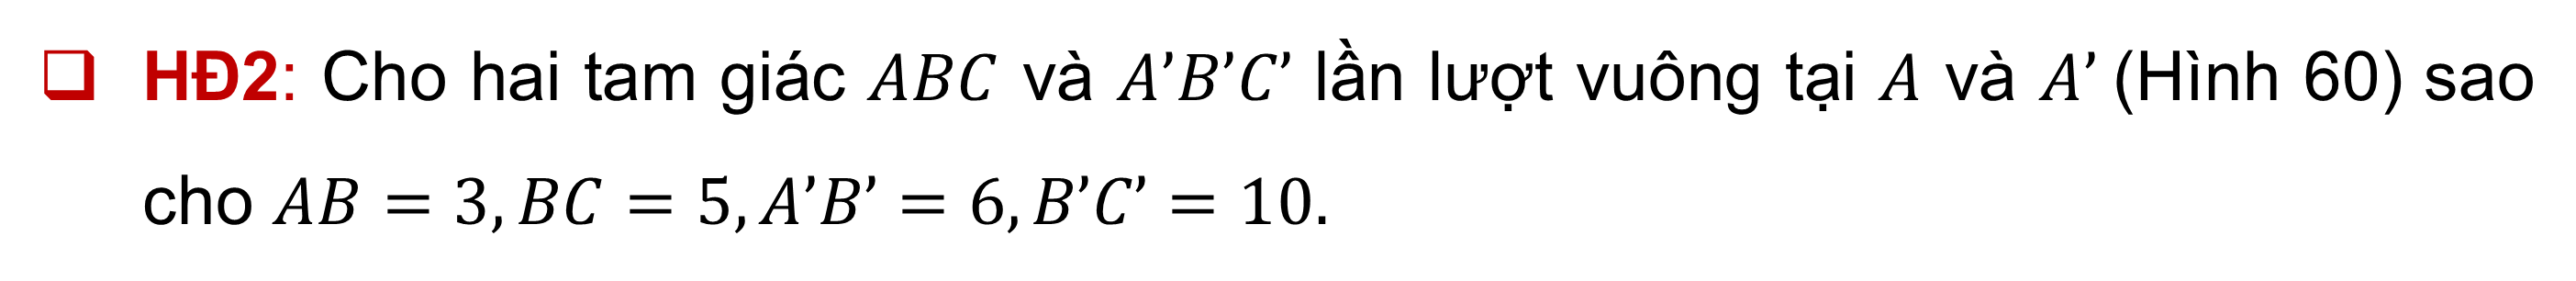 ❑ HĐ2: Cho hai tam giác ABC và A’B’C’ lần lượt vuông tại A và A’ (Hình 60) sao
cho AB = 3, BC = 5, A’B’ = 6, B’C’ = 10.